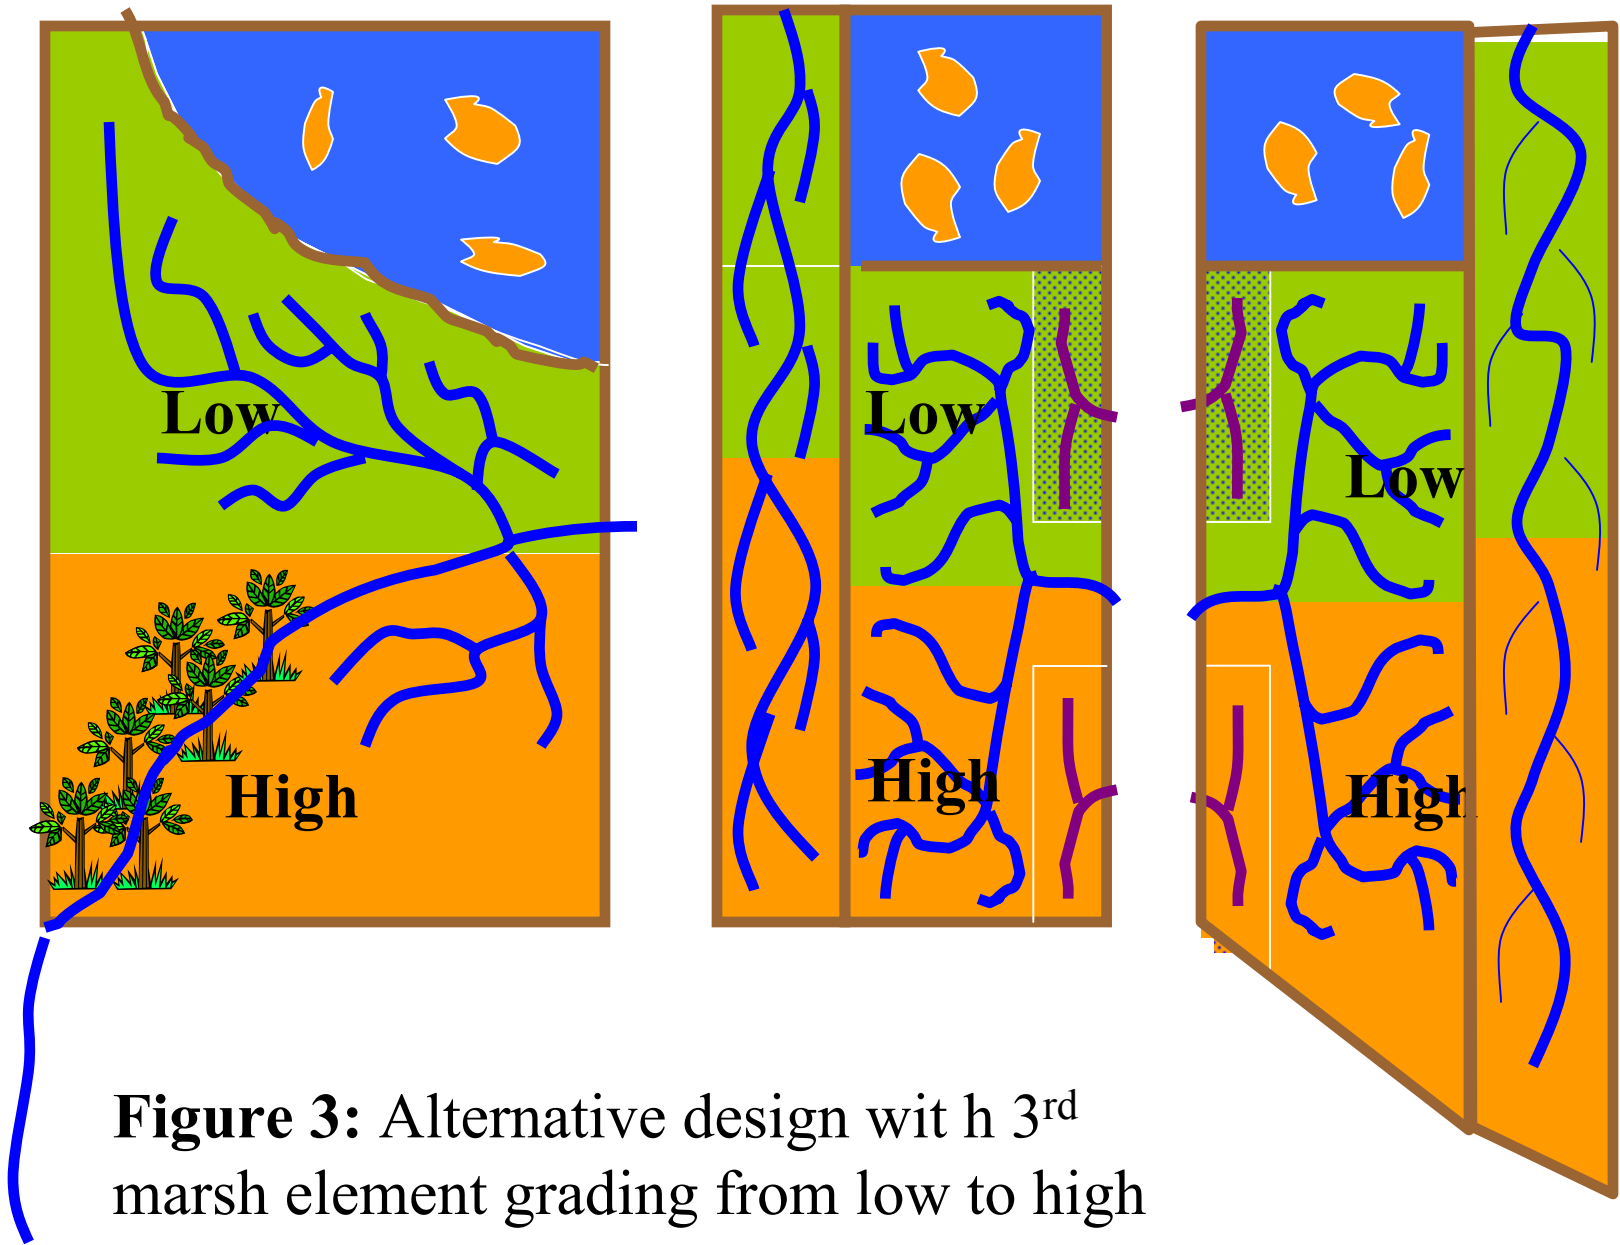 Low
Low
Low
High
High
High
Figure 3: Alternative design wit h 3rd
marsh element grading from low to high